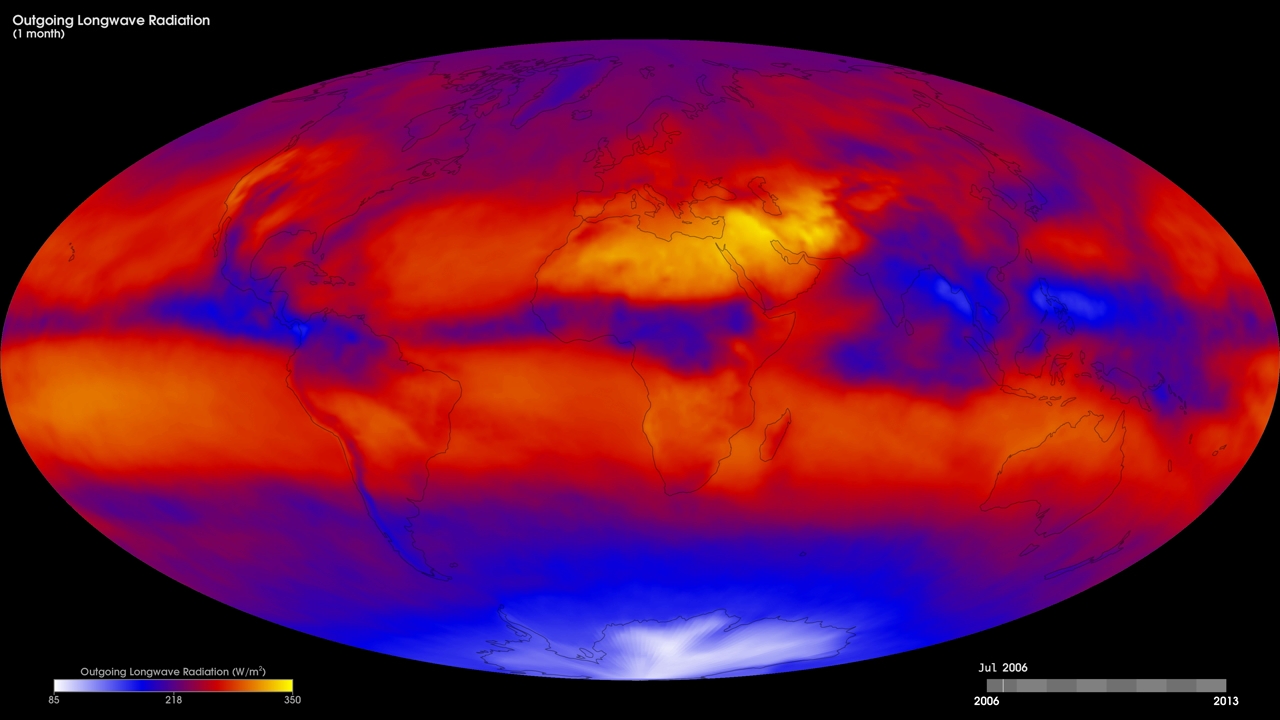 Outgoing Longwave Radiation
(1 month)
Outgoing Longwave Radiation (W/m²)
85 218 350
Jul 2006
2006 2013